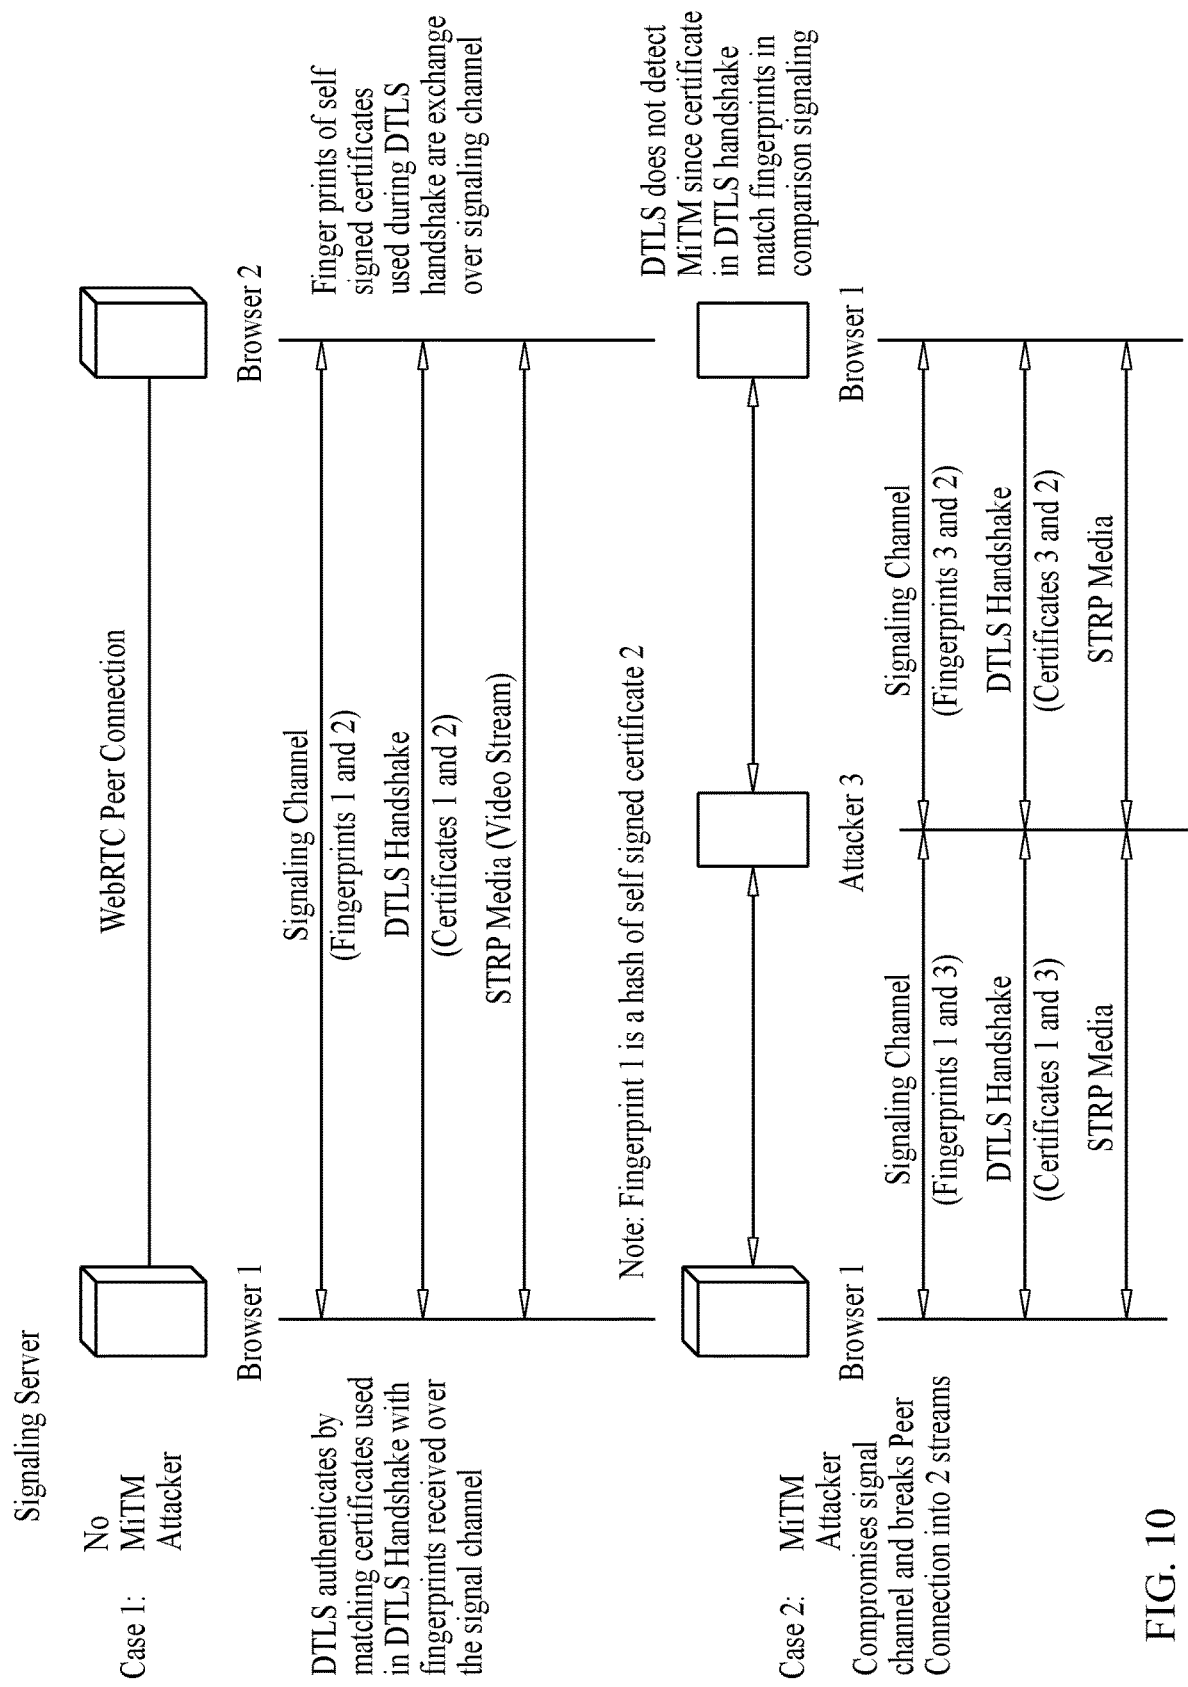 Signaling Server
No
Case 1: MiTM
Attacker
WebRTC Peer Connection
Browser 1
Browser 2
DTLS authenticates by
matching certificates used
in DTLS Handshake with
fingerprints received over
the signal channel
Signaling Channel
(Fingerprints 1 and 2)
DTLS Handshake
(Certificates 1 and 2)
STRP Media (Video Stream)
Finger prints of self
signed certificates
used during DTLS
handshake are exchange
over signaling channel
Note: Fingerprint 1 is a hash of self signed certificate 2
Case 2: MiTM
Attacker
Compromises signal
channel and breaks Peer
Connection into 2 streams
Browser 1
Attacker 3
Browser 1
DTLS does not detect
MiTM since certificate
in DTLS handshake
match fingerprints in
comparison signaling
Signaling Channel
(Fingerprints 1 and 3)
DTLS Handshake
(Certificates 1 and 3)
STRP Media
Signaling Channel
(Fingerprints 3 and 2)
DTLS Handshake
(Certificates 3 and 2)
STRP Media
FIG. 10